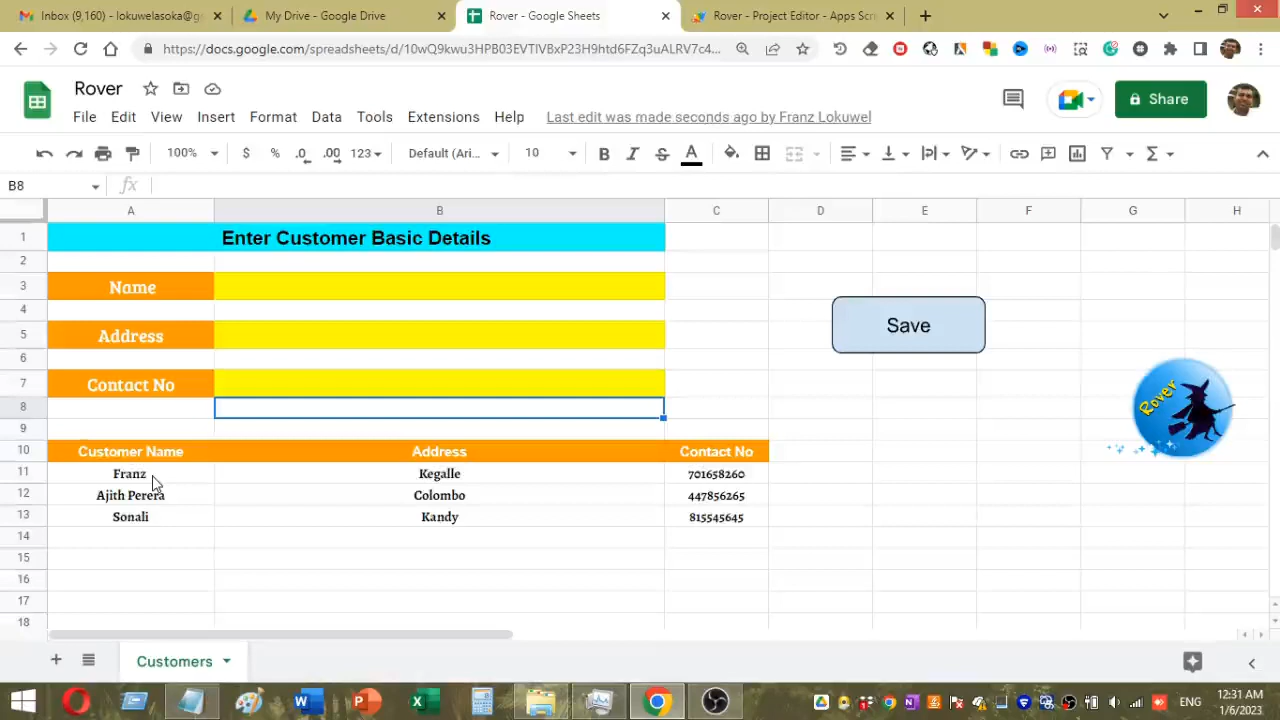 Inbox (9,160) - lokuwelasoka@g
My Drive - Google Drive
Rover - Google Sheets
Rover - Project Editor - Apps Scr
https://docs.google.com/spreadsheets/d/10wQ9kwu3HPB03EVTlVBxP23H9htd6FZq3uALRV7c4...
Rover
File Edit View Insert Format Data Tools Extensions Help Last edit was made seconds ago by Franz Lokuwel
Share
100% $ % .0 .00 123 Default (Ari... 10 B I S A
B8 fx
A B C D E F G H
1 Enter Customer Basic Details
2
3 Name
4
Save
5 Address
6
7 Contact No
Rover
8
9
10 Customer Name Address Contact No
11 Franz Kegalle 701658260
12 Ajith Perera Colombo 447856265
13 Sonali Kandy 815545645
14
15
16
17
18
Customers
ENG
12:31 AM
1/6/2023